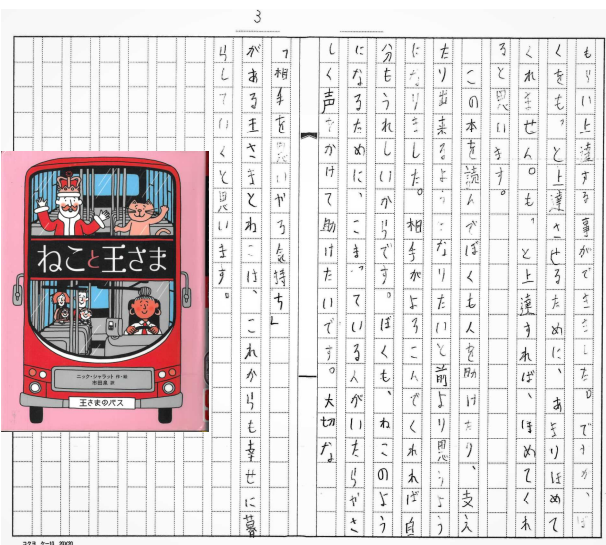 3
もらい上達する事ができました。ですが、ぼ
くをも、っと上達させるために、あまりほめて
くれません。も、っと上達すれば、ほめてくれ
ると思います。
この本を読んでぼくも人を助けたり、支え
たり出来るようになりたいと前より思うよう
になりました。相手がよろこんでくれれば自
分もうれしいからです。ぼくも、ねこのよう
になるために、こまっている人がいたらやさ
しく声をかけて助けたいです。大切な
「相手を思いやる気持ち」
がある王さまとねこは、これからも幸せに暮
らしていくと思います。
ねこと王さま
ニック・シャラット 作・絵
市田泉 訳
王さまのバス
コクヨ ケー10 20X20